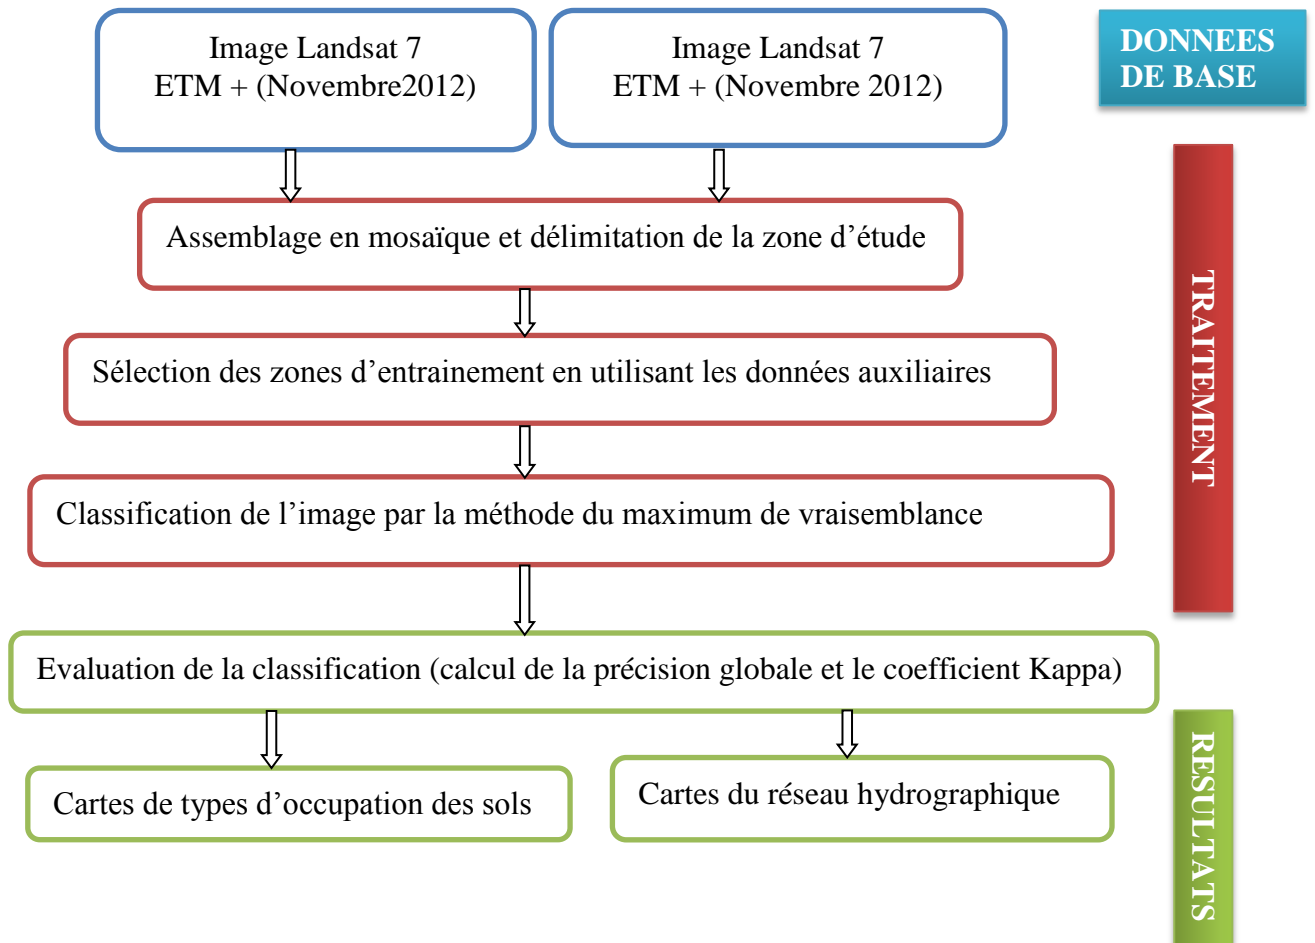 Image Landsat 7
ETM + (Novembre2012)
Image Landsat 7
ETM + (Novembre 2012)
DONNEES
DE BASE
Assemblage en mosaïque et délimitation de la zone d’étude
Sélection des zones d’entrainement en utilisant les données auxiliaires
TRAITEMENT
Classification de l’image par la méthode du maximum de vraisemblance
Evaluation de la classification (calcul de la précision globale et le coefficient Kappa)
Cartes de types d’occupation des sols
Cartes du réseau hydrographique
RESULTATS